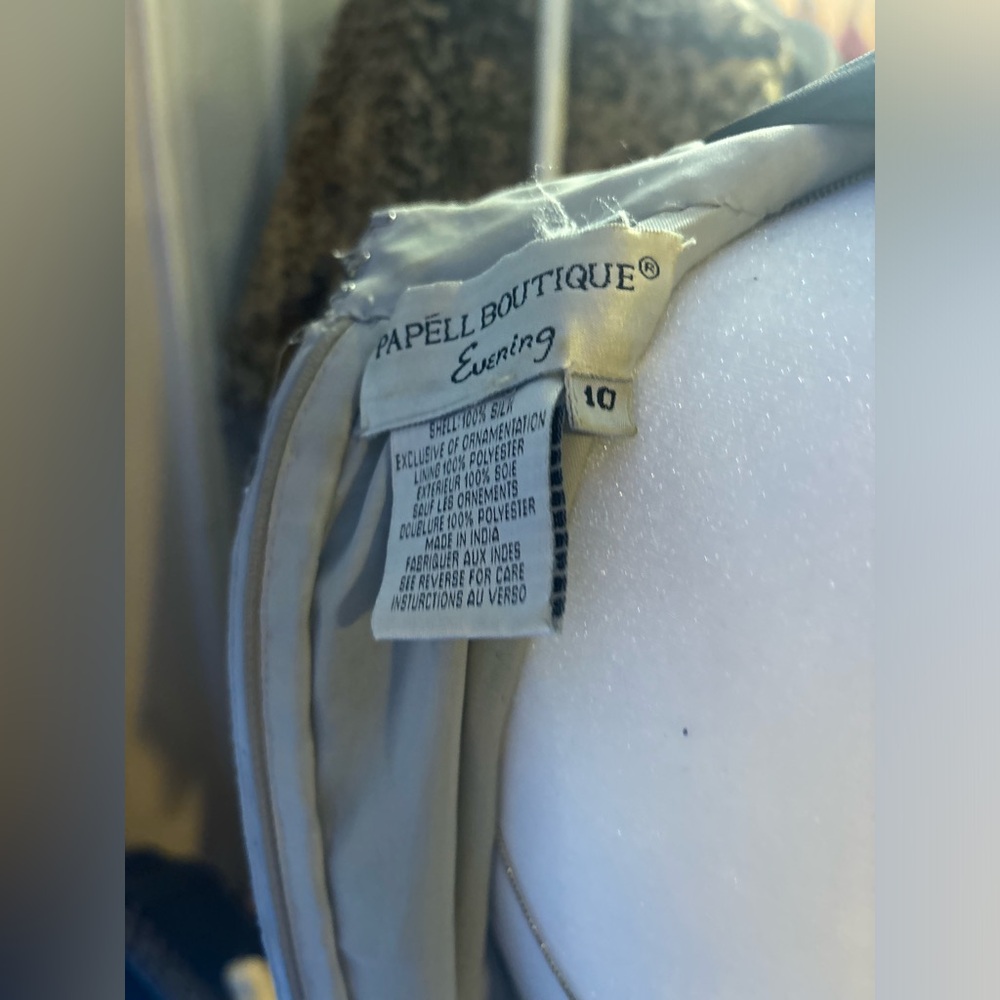 PAPĒLL BOUTIQUE®
Evening
10
SHELL:100% SILK
EXCLUSIVE OF ORNAMENTATION
LINING 100% POLYESTER
EXTERIEUR 100% SOIE
SAUF LES ORNEMENTS
DOUBLURE 100% POLYESTER
MADE IN INDIA
FABRIQUER AUX INDES
SEE REVERSE FOR CARE
INSTURCTIONS AU VERSO